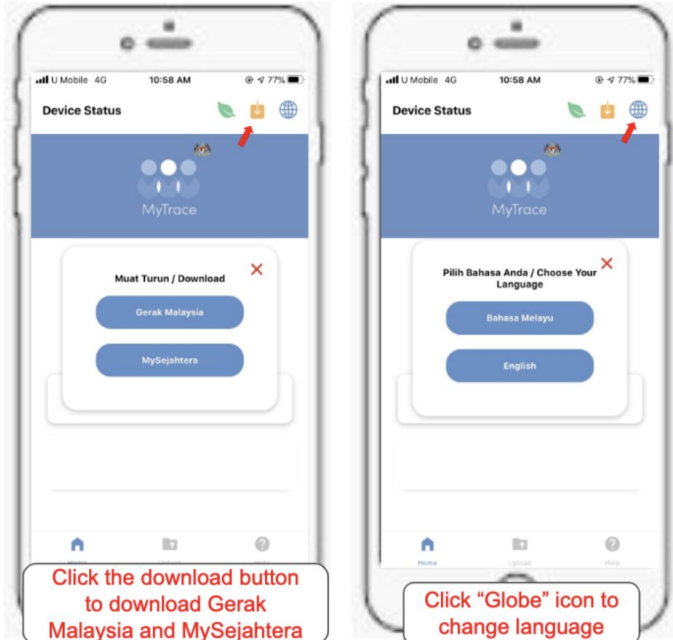 U Mobile 4G 10:58 AM 77%
Device Status
MyTrace
Muat Turun / Download
Gerak Malaysia
MySejahtera
Click the download button
to download Gerak
Malaysia and MySejahtera
U Mobile 4G 10:58 AM 77%
Device Status
MyTrace
Pilih Bahasa Anda / Choose Your
Language
Bahasa Melayu
English
Home Upload Help
Click “Globe” icon to
change language